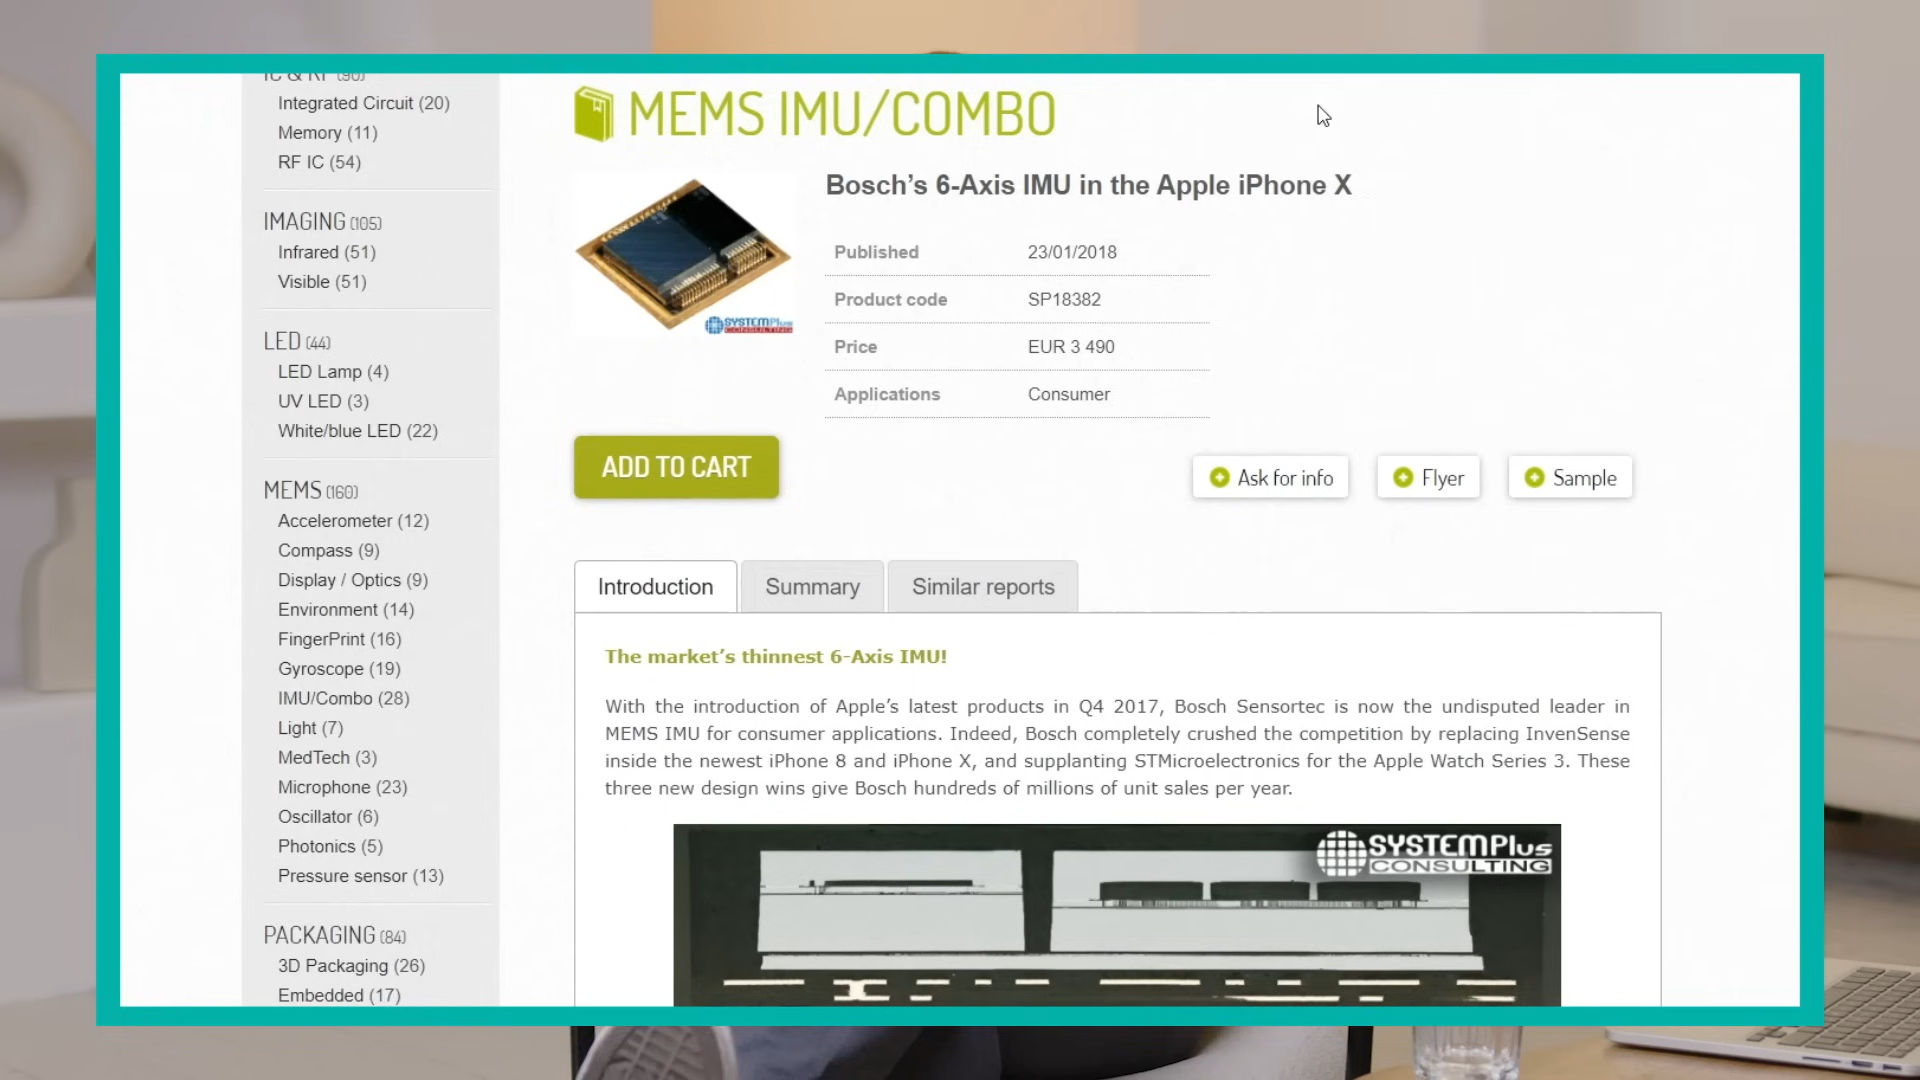 IC & RF (90)
Integrated Circuit (20)
Memory (11)
RF IC (54)
IMAGING (105)
Infrared (51)
Visible (51)
LED (44)
LED Lamp (4)
UV LED (3)
White/blue LED (22)
MEMS (160)
Accelerometer (12)
Compass (9)
Display / Optics (9)
Environment (14)
FingerPrint (16)
Gyroscope (19)
IMU/Combo (28)
Light (7)
MedTech (3)
Microphone (23)
Oscillator (6)
Photonics (5)
Pressure sensor (13)
PACKAGING (84)
3D Packaging (26)
Embedded (17)
MEMS IMU/COMBO
Bosch’s 6-Axis IMU in the Apple iPhone X
Published 23/01/2018
Product code SP18382
Price EUR 3 490
Applications Consumer
SYSTEMPlus
CONSULTING
ADD TO CART
Ask for info Flyer Sample
Introduction Summary Similar reports
The market’s thinnest 6-Axis IMU!
With the introduction of Apple’s latest products in Q4 2017, Bosch Sensortec is now the undisputed leader in
MEMS IMU for consumer applications. Indeed, Bosch completely crushed the competition by replacing InvenSense
inside the newest iPhone 8 and iPhone X, and supplanting STMicroelectronics for the Apple Watch Series 3. These
three new design wins give Bosch hundreds of millions of unit sales per year.
SYSTEMPlus
CONSULTING